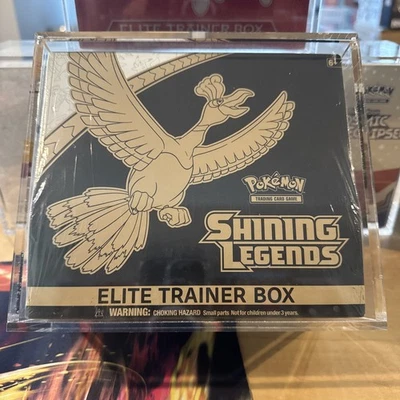 ELITE TRAINER BOX
POKÉMON
TRADING CARD GAME
SHINING
LEGENDS
ELITE TRAINER BOX
WARNING: CHOKING HAZARD Small parts. Not for children under 3 years.
Pokémon